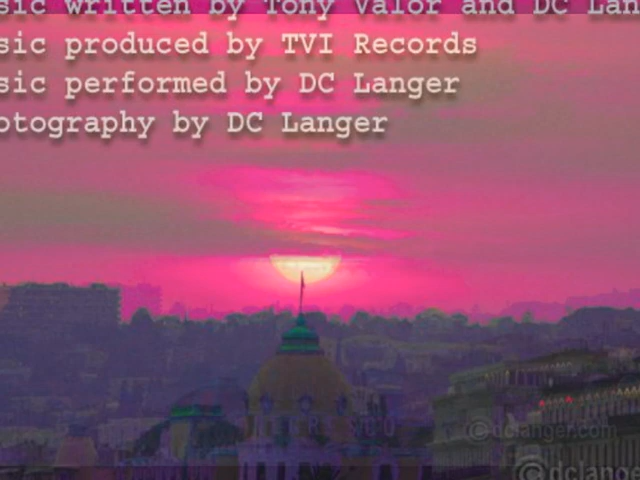 sic written by Tony Valor and DC Lan
sic produced by TVI Records
sic performed by DC Langer
otography by DC Langer
©dclanger.com
©dclange